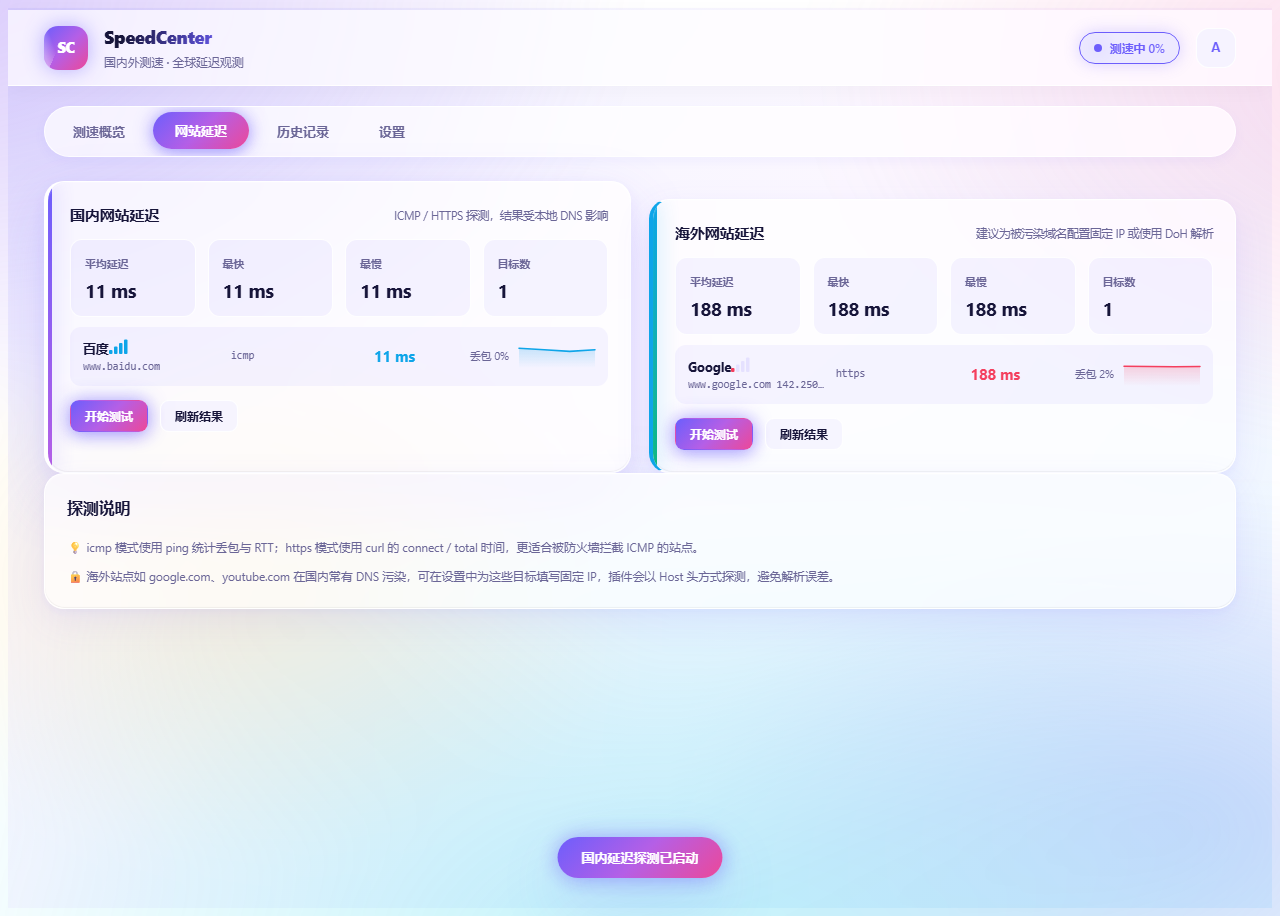 SC
SpeedCenter
国内外测速 · 全球延迟观测
测速中 0%
A
测速概览
网站延迟
历史记录
设置
国内网站延迟
ICMP / HTTPS 探测，结果受本地 DNS 影响
平均延迟
11 ms
最快
11 ms
最慢
11 ms
目标数
1
百度
www.baidu.com
icmp
11 ms
丢包 0%
开始测试
刷新结果
海外网站延迟
建议为被污染域名配置固定 IP 或使用 DoH 解析
平均延迟
188 ms
最快
188 ms
最慢
188 ms
目标数
1
Google
www.google.com 142.250…
https
188 ms
丢包 2%
开始测试
刷新结果
探测说明
💡 icmp 模式使用 ping 统计丢包与 RTT；https 模式使用 curl 的 connect / total 时间，更适合被防火墙拦截 ICMP 的站点。
🔒 海外站点如 google.com、youtube.com 在国内常有 DNS 污染，可在设置中为这些目标填写固定 IP，插件会以 Host 头方式探测，避免解析误差。
国内延迟探测已启动